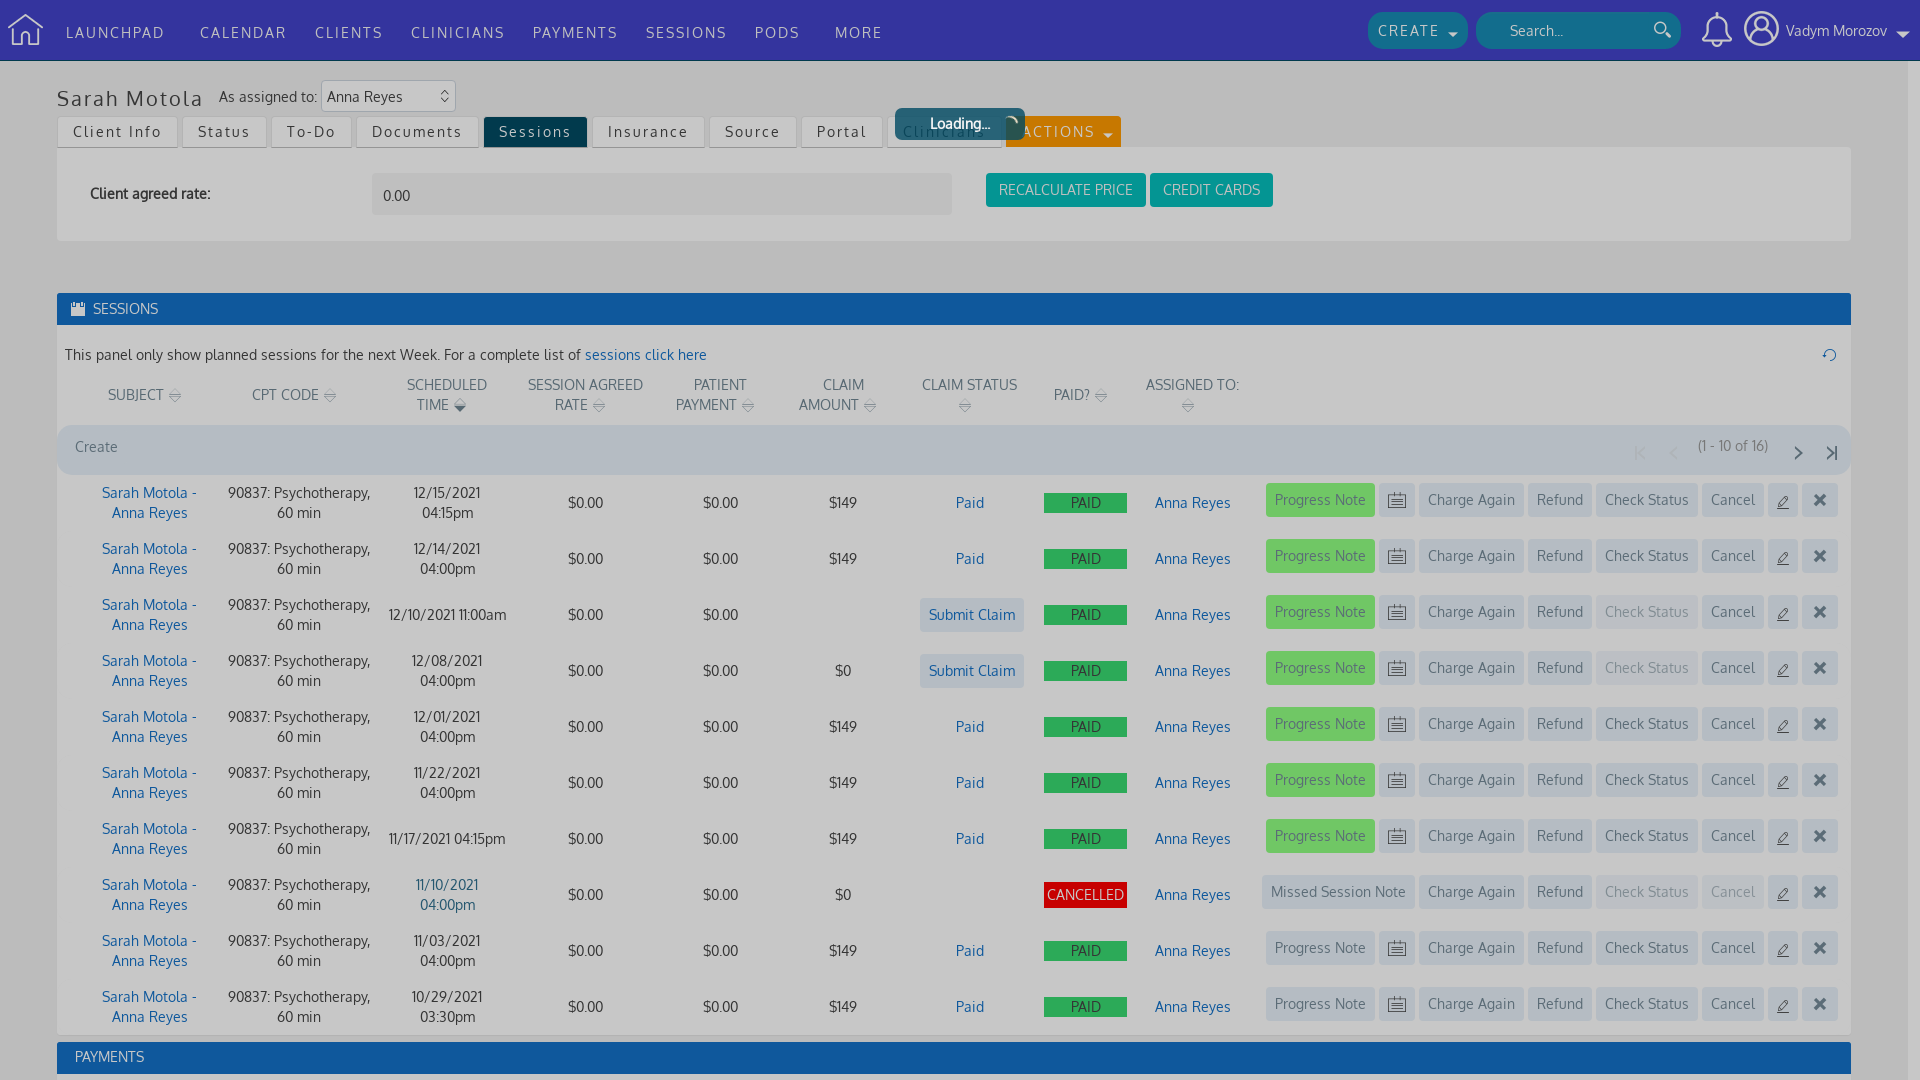 LAUNCHPAD CALENDAR CLIENTS CLINICIANS PAYMENTS SESSIONS PODS MORE CREATE Search... Vadym Morozov
Sarah Motola As assigned to: Anna Reyes
Client Info Status To-Do Documents Sessions Insurance Source Portal Clinicians Loading... ACTIONS
Client agreed rate: 0.00 RECALCULATE PRICE CREDIT CARDS
SESSIONS
This panel only show planned sessions for the next Week. For a complete list of sessions click here
SUBJECT CPT CODE SCHEDULED TIME SESSION AGREED RATE PATIENT PAYMENT CLAIM AMOUNT CLAIM STATUS PAID? ASSIGNED TO:
Create (1 - 10 of 16)
Sarah Motola - Anna Reyes 90837: Psychotherapy, 60 min 12/15/2021 04:15pm $0.00 $0.00 $149 Paid PAID Anna Reyes Progress Note Charge Again Refund Check Status Cancel
Sarah Motola - Anna Reyes 90837: Psychotherapy, 60 min 12/14/2021 04:00pm $0.00 $0.00 $149 Paid PAID Anna Reyes Progress Note Charge Again Refund Check Status Cancel
Sarah Motola - Anna Reyes 90837: Psychotherapy, 60 min 12/10/2021 11:00am $0.00 $0.00 Submit Claim PAID Anna Reyes Progress Note Charge Again Refund Check Status Cancel
Sarah Motola - Anna Reyes 90837: Psychotherapy, 60 min 12/08/2021 04:00pm $0.00 $0.00 $0 Submit Claim PAID Anna Reyes Progress Note Charge Again Refund Check Status Cancel
Sarah Motola - Anna Reyes 90837: Psychotherapy, 60 min 12/01/2021 04:00pm $0.00 $0.00 $149 Paid PAID Anna Reyes Progress Note Charge Again Refund Check Status Cancel
Sarah Motola - Anna Reyes 90837: Psychotherapy, 60 min 11/22/2021 04:00pm $0.00 $0.00 $149 Paid PAID Anna Reyes Progress Note Charge Again Refund Check Status Cancel
Sarah Motola - Anna Reyes 90837: Psychotherapy, 60 min 11/17/2021 04:15pm $0.00 $0.00 $149 Paid PAID Anna Reyes Progress Note Charge Again Refund Check Status Cancel
Sarah Motola - Anna Reyes 90837: Psychotherapy, 60 min 11/10/2021 04:00pm $0.00 $0.00 $0 CANCELLED Anna Reyes Missed Session Note Charge Again Refund Check Status Cancel
Sarah Motola - Anna Reyes 90837: Psychotherapy, 60 min 11/03/2021 04:00pm $0.00 $0.00 $149 Paid PAID Anna Reyes Progress Note Charge Again Refund Check Status Cancel
Sarah Motola - Anna Reyes 90837: Psychotherapy, 60 min 10/29/2021 03:30pm $0.00 $0.00 $149 Paid PAID Anna Reyes Progress Note Charge Again Refund Check Status Cancel
PAYMENTS